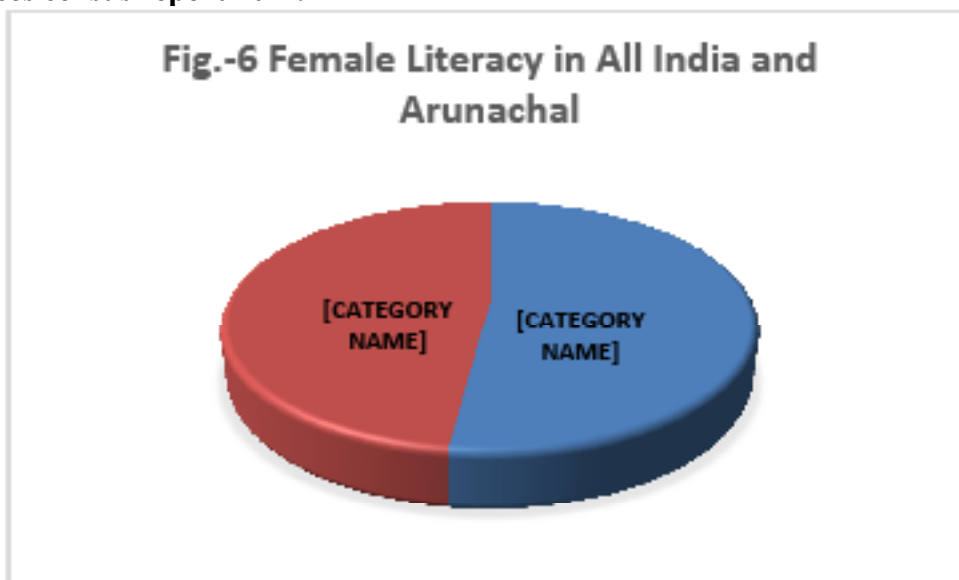 Fig.-6 Female Literacy in All India and
Arunachal
[CATEGORY
NAME]
[CATEGORY
NAME]